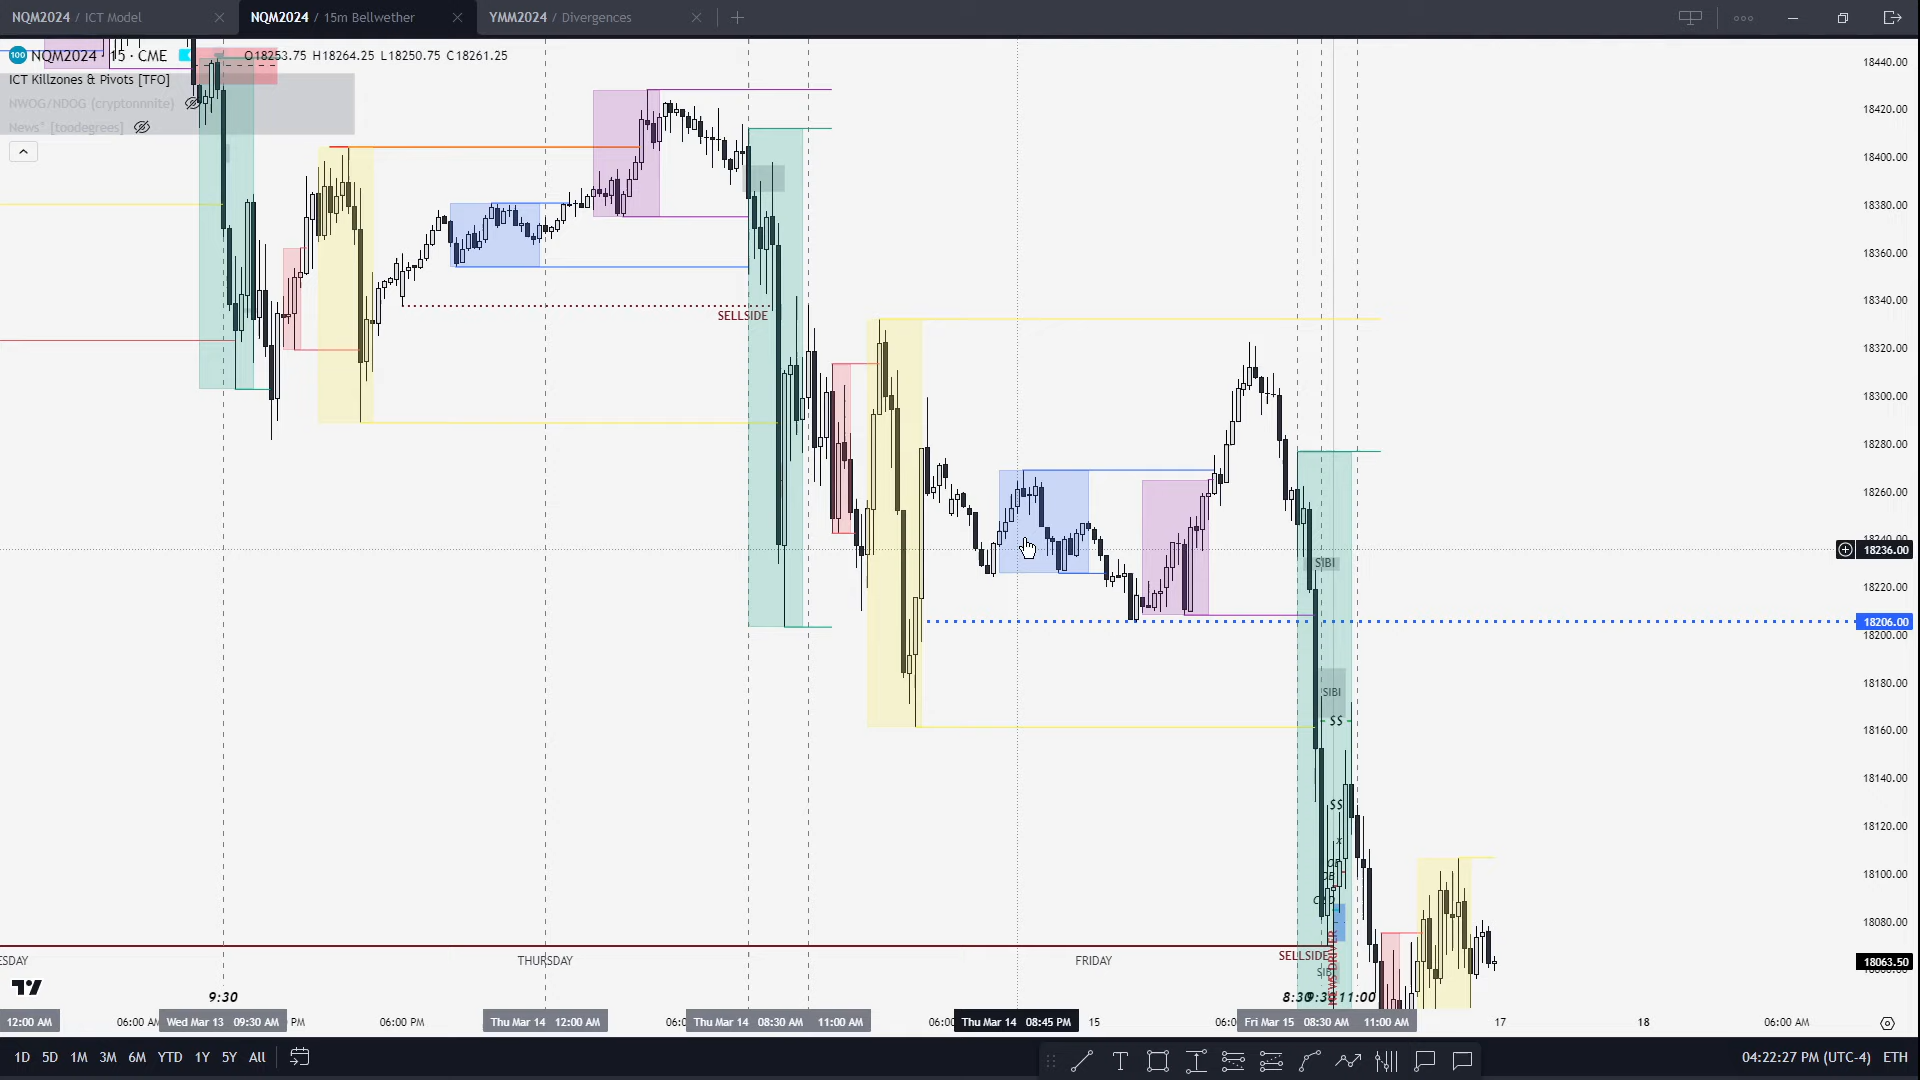 NQM2024 / ICT Model
NQM2024 / 15m Bellwether
YMM2024 / Divergences
100 NQM2024 · 15 · CME
O18253.75 H18264.25 L18250.75 C18261.25
ICT Killzones & Pivots [TFO]
NWOG/NDOG (cryptonnnite)
News* [toodegrees]
18440.00
18420.00
18400.00
18380.00
18360.00
18340.00
18320.00
18300.00
18280.00
18260.00
18236.00
18220.00
18206.00
18200.00
18180.00
18160.00
18140.00
18120.00
18100.00
18080.00
18063.50
SELLSIDE
SIBI
SIBI
$$
$$
SELLSIDE
NEWS DRIVER
THURSDAY
FRIDAY
9:30
8:30
11:00
12:00 AM
Wed Mar 13 09:30 AM
PM
06:00 PM
Thu Mar 14 12:00 AM
Thu Mar 14 08:30 AM
11:00 AM
Thu Mar 14 08:45 PM
15
Fri Mar 15 08:30 AM
11:00 AM
17
18
06:00 AM
1D 5D 1M 3M 6M YTD 1Y 5Y All
04:22:27 PM (UTC-4) ETH